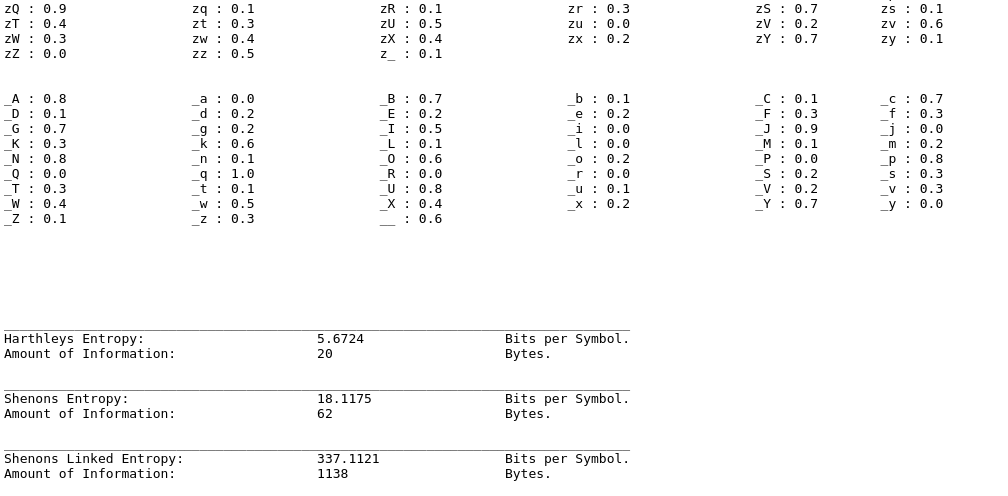 zQ : 0.9 zq : 0.1 zR : 0.1 zr : 0.3 zS : 0.7 zs : 0.1
zT : 0.4 zt : 0.3 zU : 0.5 zu : 0.0 zV : 0.2 zv : 0.6
zW : 0.3 zw : 0.4 zX : 0.4 zx : 0.2 zY : 0.7 zy : 0.1
zZ : 0.0 zz : 0.5 z_ : 0.1
_A : 0.8 _a : 0.0 _B : 0.7 _b : 0.1 _C : 0.1 _c : 0.7
_D : 0.1 _d : 0.2 _E : 0.2 _e : 0.2 _F : 0.3 _f : 0.3
_G : 0.7 _g : 0.2 _I : 0.5 _i : 0.0 _J : 0.9 _j : 0.0
_K : 0.3 _k : 0.6 _L : 0.1 _l : 0.0 _M : 0.1 _m : 0.2
_N : 0.8 _n : 0.1 _O : 0.6 _o : 0.2 _P : 0.0 _p : 0.8
_Q : 0.0 _q : 1.0 _R : 0.0 _r : 0.0 _S : 0.2 _s : 0.3
_T : 0.3 _t : 0.1 _U : 0.8 _u : 0.1 _V : 0.2 _v : 0.3
_W : 0.4 _w : 0.5 _X : 0.4 _x : 0.2 _Y : 0.7 _y : 0.0
_Z : 0.1 _z : 0.3 __ : 0.6
Harthleys Entropy: 5.6724 Bits per Symbol.
Amount of Information: 20 Bytes.
Shenons Entropy: 18.1175 Bits per Symbol.
Amount of Information: 62 Bytes.
Shenons Linked Entropy: 337.1121 Bits per Symbol.
Amount of Information: 1138 Bytes.